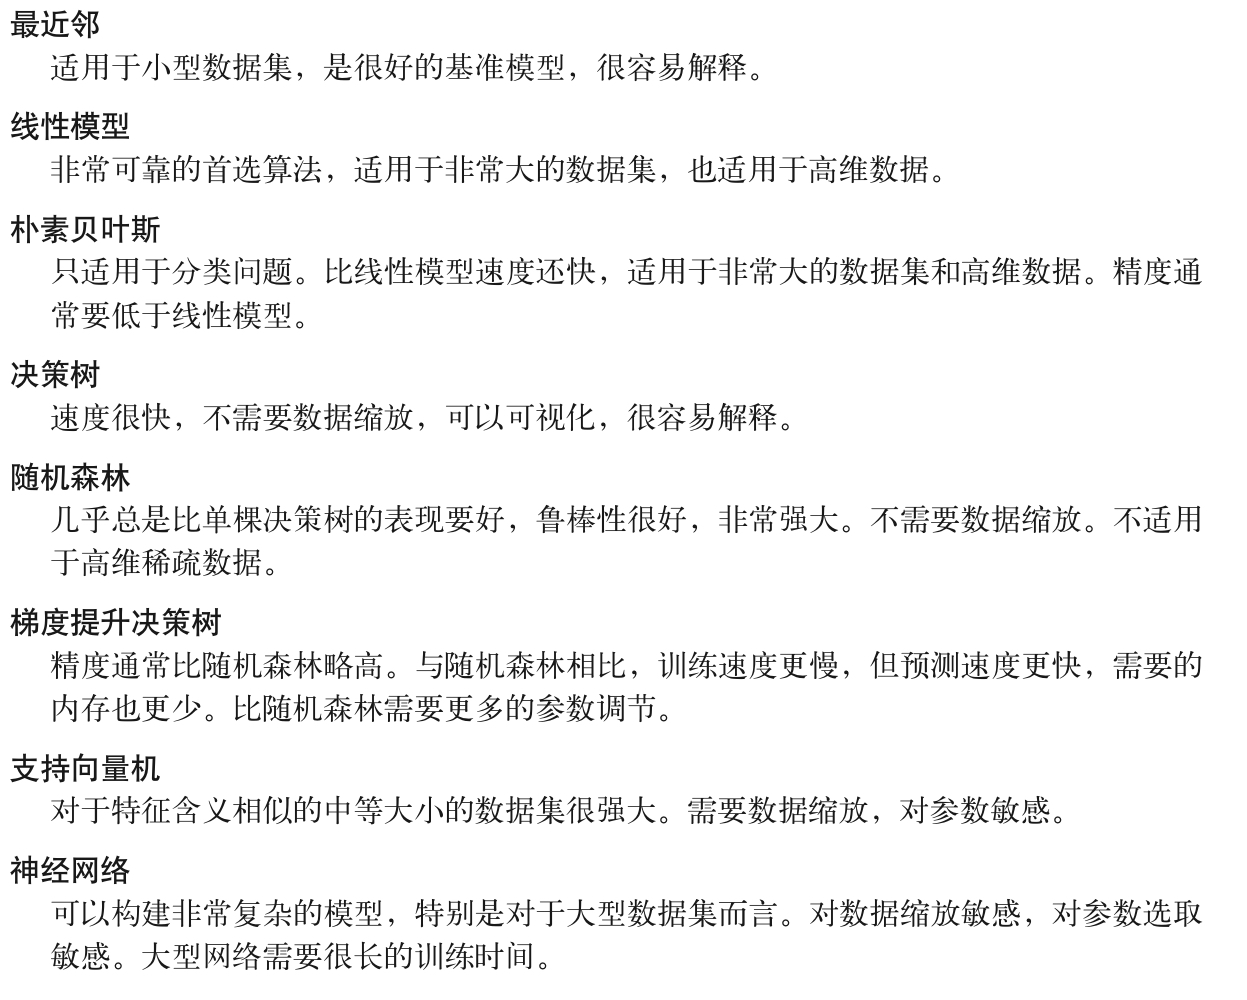 最近邻
适用于小型数据集，是很好的基准模型，很容易解释。
线性模型
非常可靠的首选算法，适用于非常大的数据集，也适用于高维数据。
朴素贝叶斯
只适用于分类问题。比线性模型速度还快，适用于非常大的数据集和高维数据。精度通
常要低于线性模型。
决策树
速度很快，不需要数据缩放，可以可视化，很容易解释。
随机森林
几乎总是比单棵决策树的表现要好，鲁棒性很好，非常强大。不需要数据缩放。不适用
于高维稀疏数据。
梯度提升决策树
精度通常比随机森林略高。与随机森林相比，训练速度更慢，但预测速度更快，需要的
内存也更少。比随机森林需要更多的参数调节。
支持向量机
对于特征含义相似的中等大小的数据集很强大。需要数据缩放，对参数敏感。
神经网络
可以构建非常复杂的模型，特别是对于大型数据集而言。对数据缩放敏感，对参数选取
敏感。大型网络需要很长的训练时间。